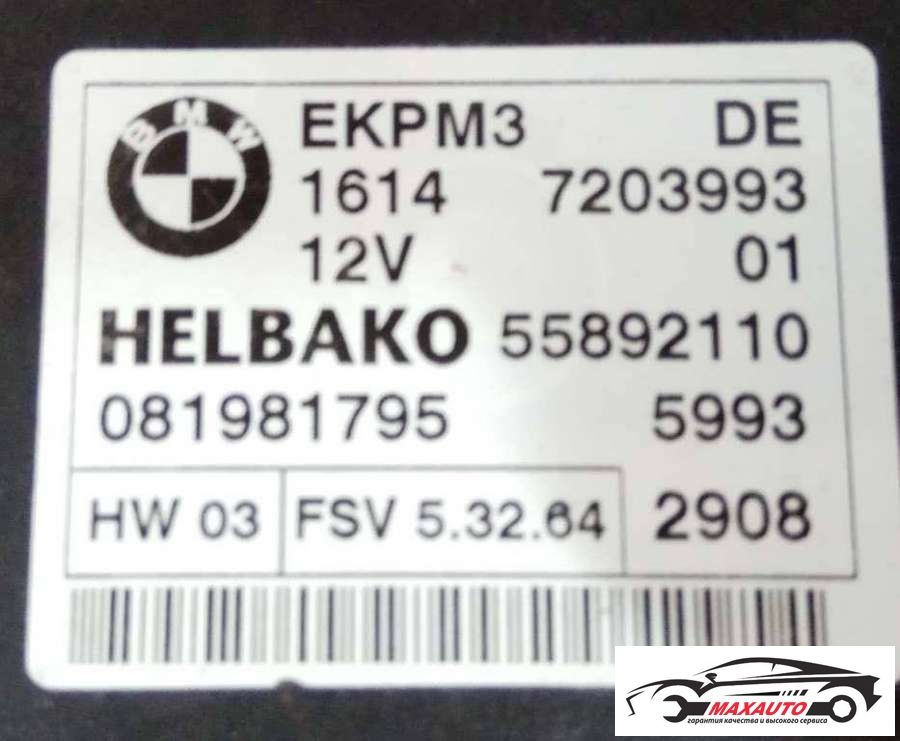 BMW
EKPM3 DE
1614 7203993
12V 01
HELBAKO 55892110
081981795 5993
HW 03 FSV 5.32.64 2908
MAXAUTO
гарантия качества и высокого сервиса